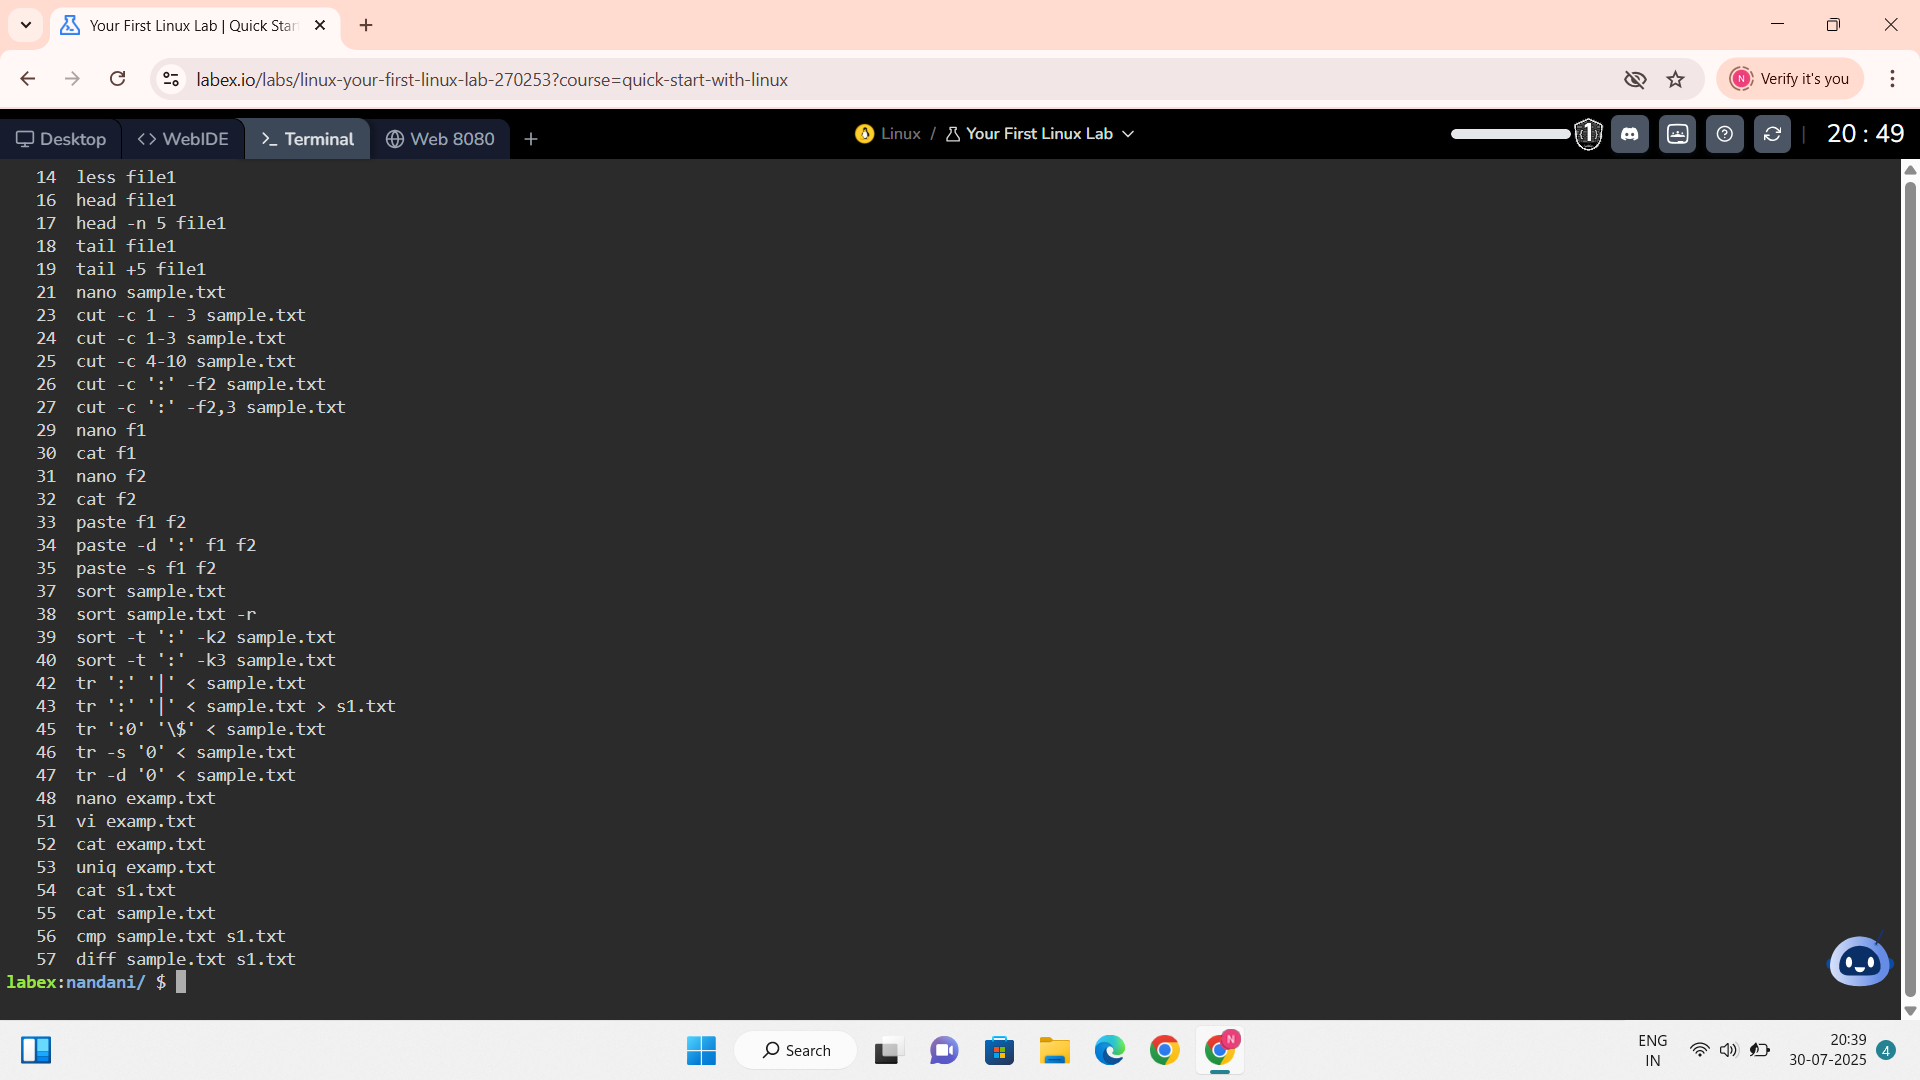 Your First Linux Lab | Quick Star
labex.io/labs/linux-your-first-linux-lab-270253?course=quick-start-with-linux
N
Verify it's you
Desktop
WebIDE
Terminal
Web 8080
Linux / Your First Linux Lab
1
20 : 49
14 less file1
16 head file1
17 head -n 5 file1
18 tail file1
19 tail +5 file1
21 nano sample.txt
23 cut -c 1 - 3 sample.txt
24 cut -c 1-3 sample.txt
25 cut -c 4-10 sample.txt
26 cut -c ':' -f2 sample.txt
27 cut -c ':' -f2,3 sample.txt
29 nano f1
30 cat f1
31 nano f2
32 cat f2
33 paste f1 f2
34 paste -d ':' f1 f2
35 paste -s f1 f2
37 sort sample.txt
38 sort sample.txt -r
39 sort -t ':' -k2 sample.txt
40 sort -t ':' -k3 sample.txt
42 tr ':' '|' < sample.txt
43 tr ':' '|' < sample.txt > s1.txt
45 tr ':0' '\$' < sample.txt
46 tr -s '0' < sample.txt
47 tr -d '0' < sample.txt
48 nano examp.txt
51 vi examp.txt
52 cat examp.txt
53 uniq examp.txt
54 cat s1.txt
55 cat sample.txt
56 cmp sample.txt s1.txt
57 diff sample.txt s1.txt
labex:nandani/ $
Search
N
ENG
IN
20:39
30-07-2025
4